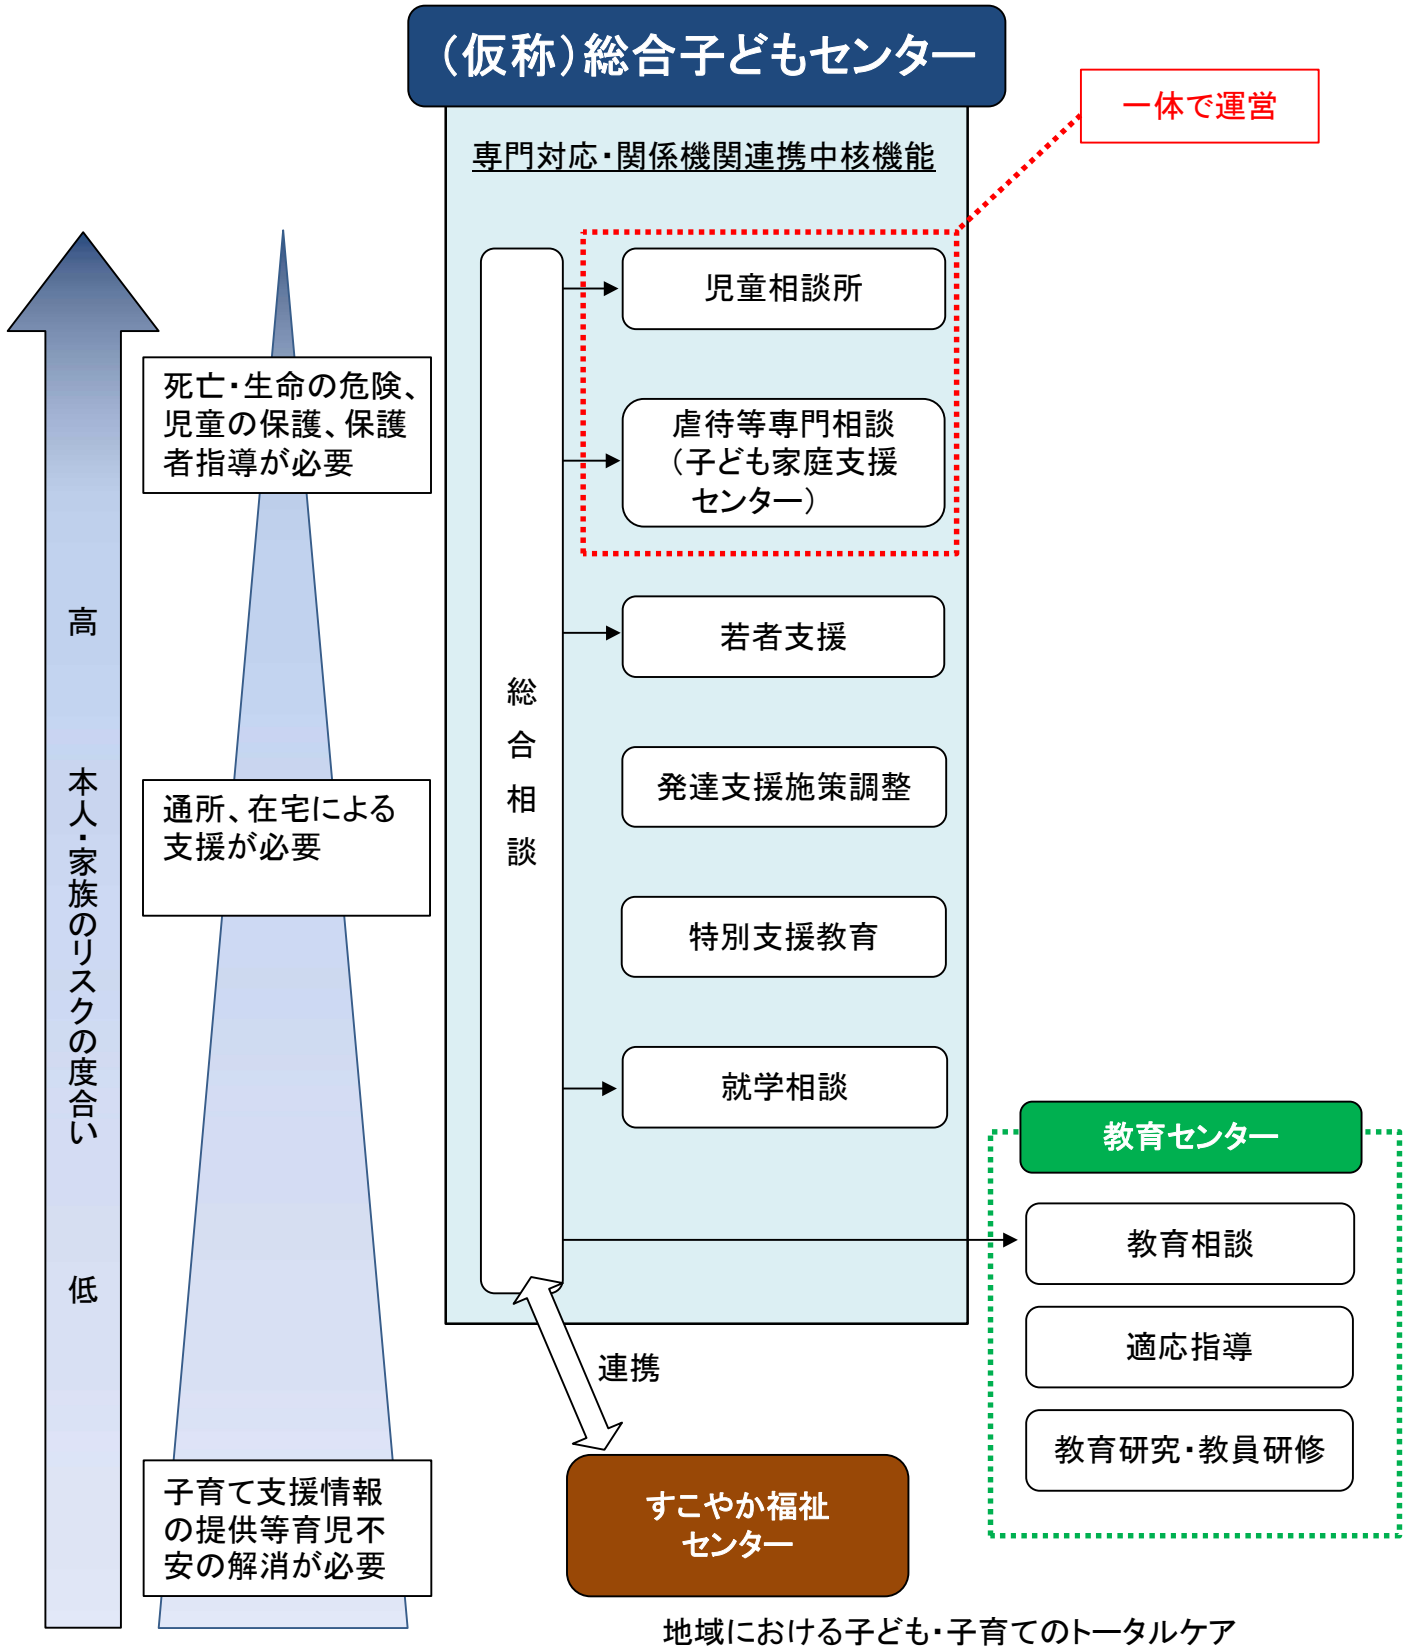 （仮称）総合子どもセンター
一体で運営
専門対応・関係機関連携中核機能
児童相談所
死亡・生命の危険、
児童の保護、保護
者指導が必要
虐待等専門相談
（子ども家庭支援
センター）
高
若者支援
総合相談
本人・家族のリスクの度合い
通所、在宅による
支援が必要
発達支援施策調整
特別支援教育
就学相談
教育センター
教育相談
低
適応指導
連携
教育研究・教員研修
子育て支援情報
の提供等育児不
安の解消が必要
すこやか福祉
センター
地域における子ども・子育てのトータルケア